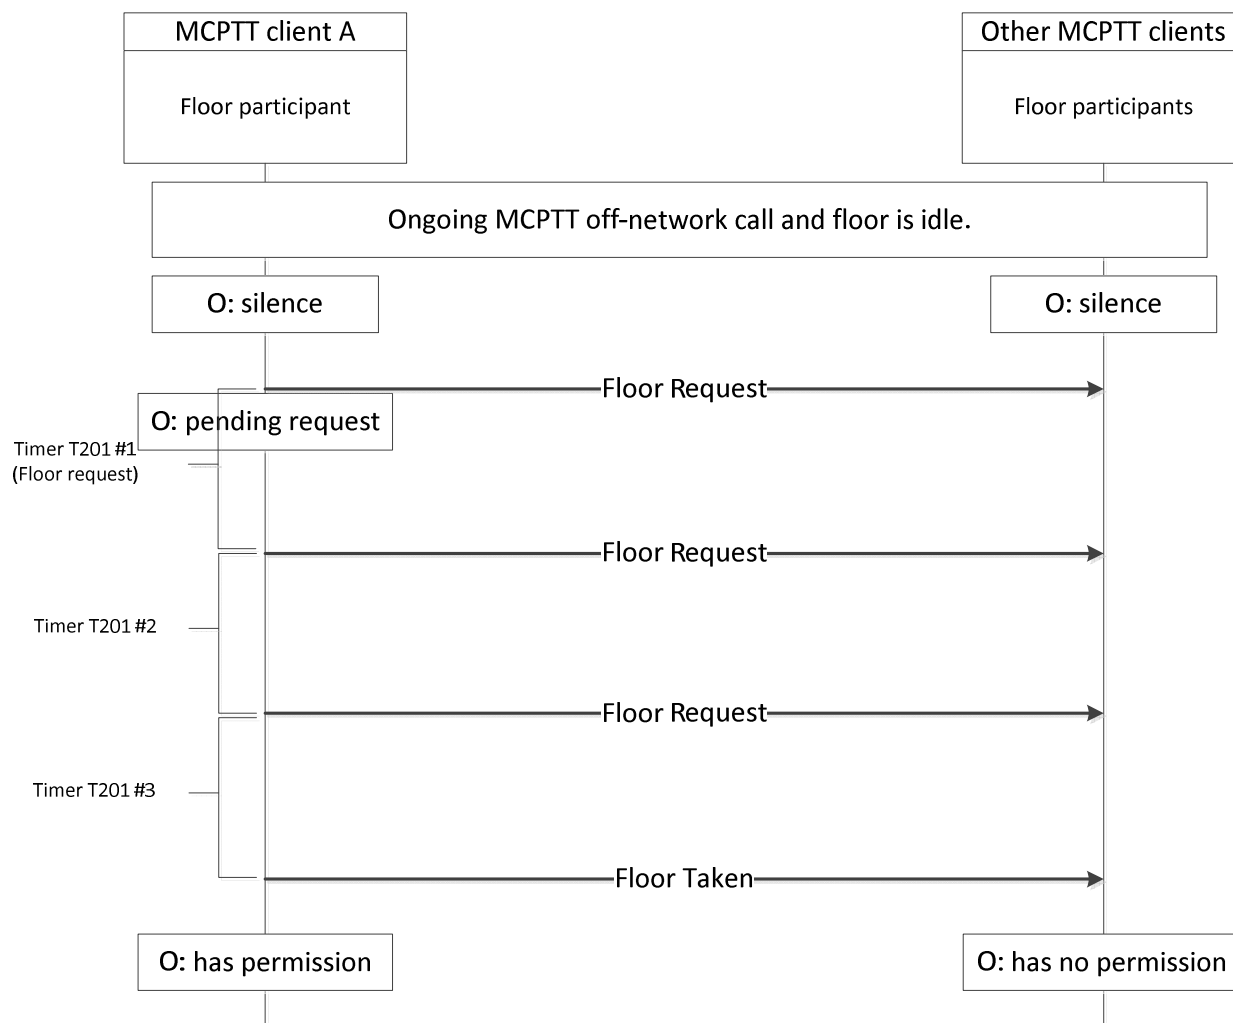 MCPTT client A
Other MCPTT clients
Floor participant
Floor participants
Ongoing MCPTT off-network call and floor is idle.
O: silence
O: silence
Floor Request
O: pending request
Timer T201 #1
(Floor request)
Floor Request
Timer T201 #2
Floor Request
Timer T201 #3
Floor Taken
O: has permission
O: has no permission